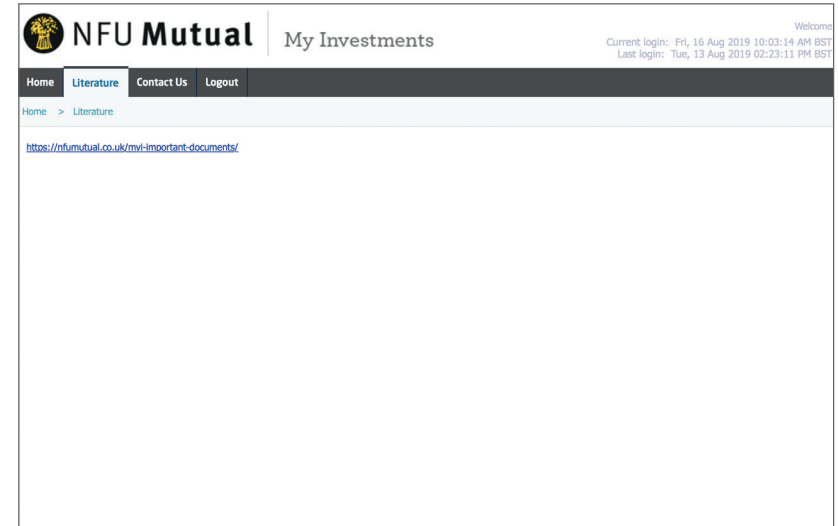 NFU Mutual
My Investments
Welcome
Current login: Fri, 16 Aug 2019 10:03:14 AM BST
Last login: Tue, 13 Aug 2019 02:23:11 PM BST
Home Literature Contact Us Logout
Home > Literature
https://nfumutual.co.uk/myi-important-documents/